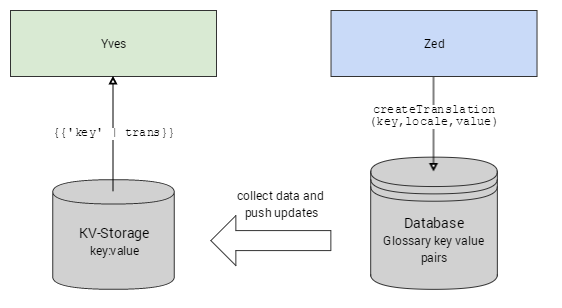 Yves
Zed
createTranslation
(key,locale,value)
{{'key' | trans}}
collect data and
push updates
KV-Storage
key:value
Database
Glossary key value
pairs